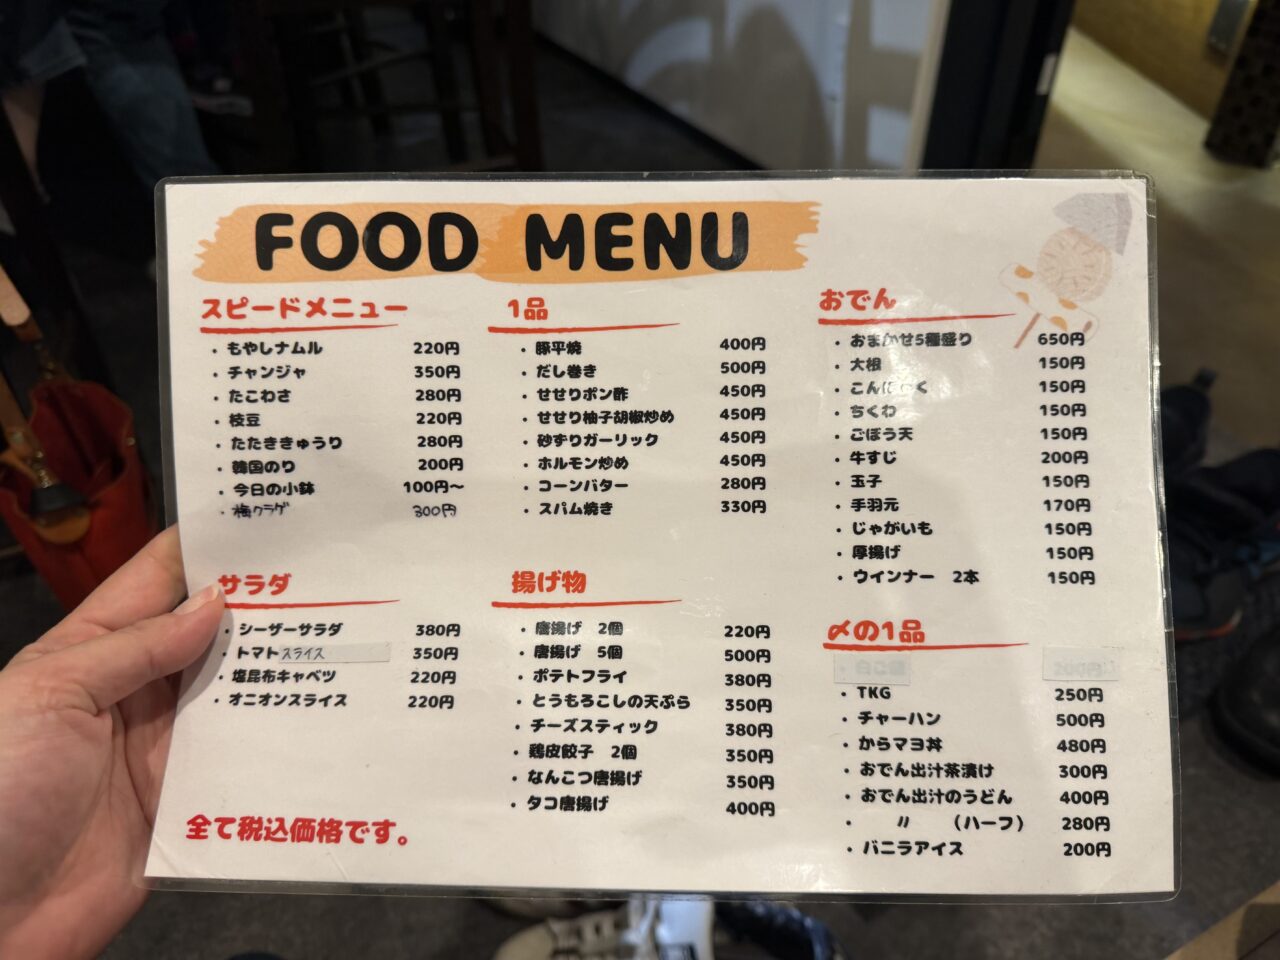 FOOD MENU
スピードメニュー
・もやしナムル 220円
・チャンジャ 350円
・たこわさ 280円
・枝豆 220円
・たたききゅうり 280円
・韓国のり 200円
・今日の小鉢 100円〜
・梅クラゲ 300円
サラダ
・シーザーサラダ 380円
・トマトスライス 350円
・塩昆布キャベツ 220円
・オニオンスライス 220円
全て税込価格です。
1品
・豚平焼 400円
・だし巻き 500円
・せせりポン酢 450円
・せせり柚子胡椒炒め 450円
・砂ずりガーリック 450円
・ホルモン炒め 450円
・コーンバター 280円
・スパム焼き 330円
揚げ物
・唐揚げ 2個 220円
・唐揚げ 5個 500円
・ポテトフライ 380円
・とうもろこしの天ぷら 350円
・チーズスティック 380円
・鶏皮餃子 2個 350円
・なんこつ唐揚げ 350円
・タコ唐揚げ 400円
おでん
・おまかせ5種盛り 650円
・大根 150円
・こんにゃく 150円
・ちくわ 150円
・ごぼう天 150円
・牛すじ 200円
・玉子 150円
・手羽元 170円
・じゃがいも 150円
・厚揚げ 150円
・ウインナー 2本 150円
〆の1品
・TKG 250円
・チャーハン 500円
・からマヨ丼 480円
・おでん出汁茶漬け 300円
・おでん出汁のうどん 400円
・ 〃 （ハーフ） 280円
・バニラアイス 200円